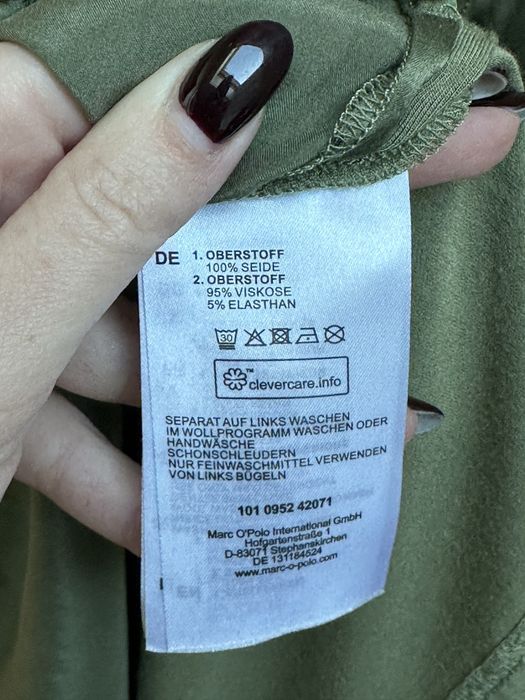 DE 1. OBERSTOFF
100% SEIDE
2. OBERSTOFF
95% VISKOSE
5% ELASTHAN
30
clevercare.info™
SEPARAT AUF LINKS WASCHEN
IM WOLLPROGRAMM WASCHEN ODER
HANDWÄSCHE
SCHONSCHLEUDERN
NUR FEINWASCHMITTEL VERWENDEN
VON LINKS BÜGELN
101 0952 42071
Marc O'Polo International GmbH
Hofgartenstraße 1
D-83071 Stephanskirchen
DE 131184524
www.marc-o-polo.com